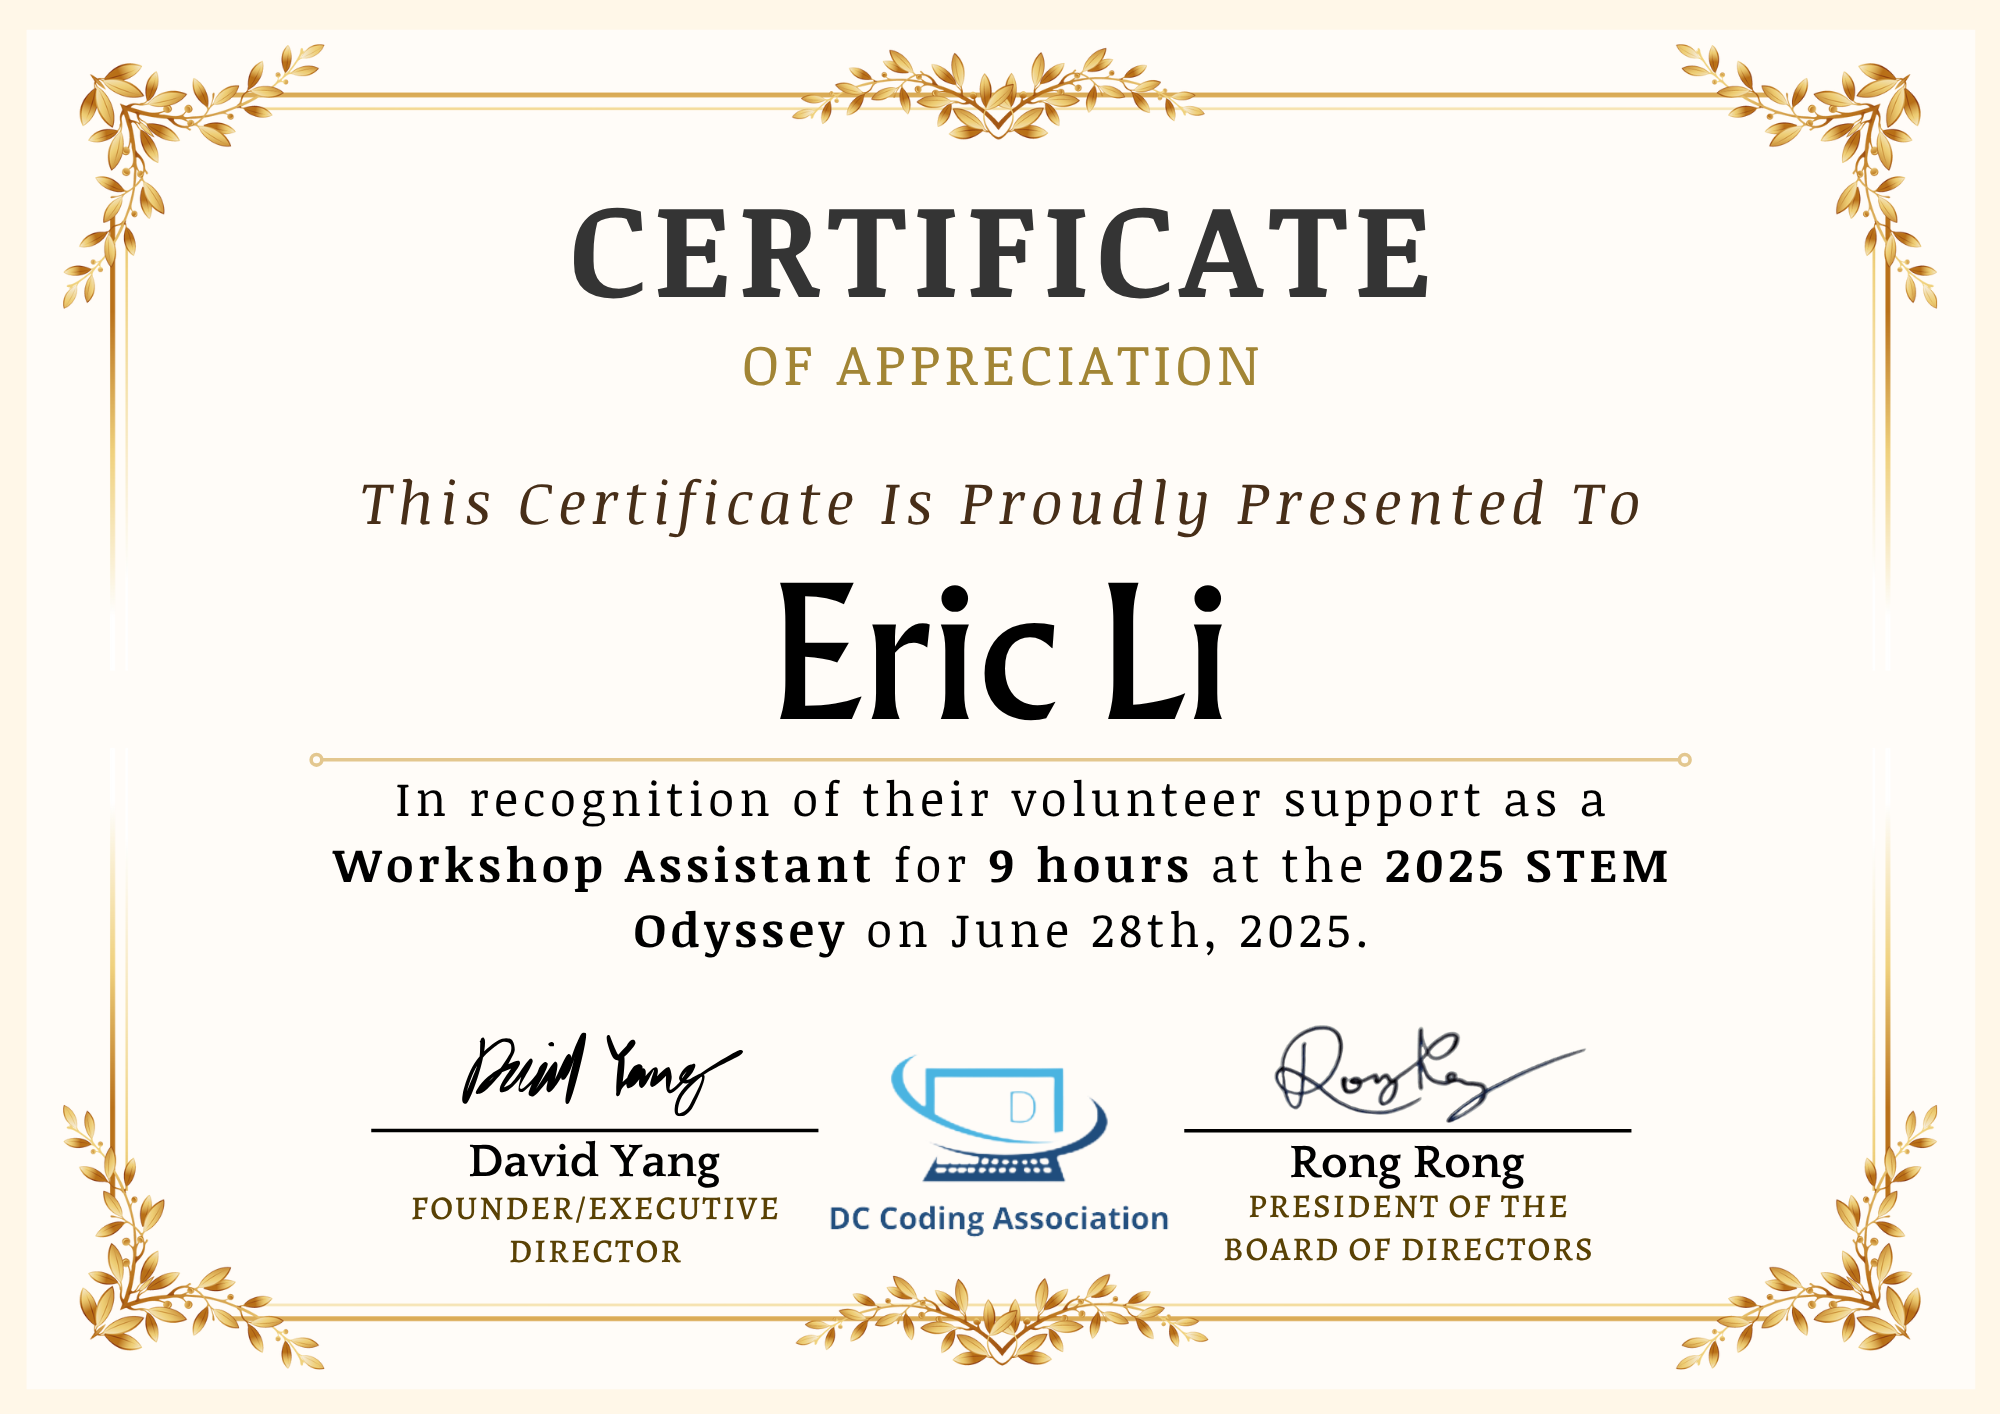 CERTIFICATE
OF APPRECIATION
This Certificate Is Proudly Presented To
Eric Li
In recognition of their volunteer support as a
Workshop Assistant for 9 hours at the 2025 STEM
Odyssey on June 28th, 2025.
David Yang
Rong Rong
D
David Yang
FOUNDER/EXECUTIVE
DIRECTOR
DC Coding Association
Rong Rong
PRESIDENT OF THE
BOARD OF DIRECTORS